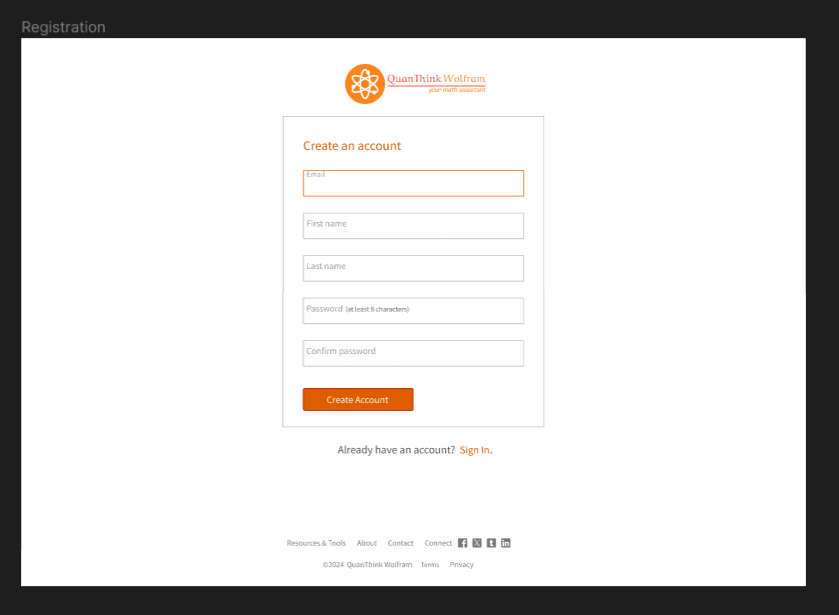 Registration
QuanThink Wolfram
your math assistant
Create an account
Email
First name
Last name
Password (at least 8 characters)
Confirm password
Create Account
Already have an account? Sign In.
Resources & Tools About Contact Connect
©2024 QuanThink Wolfram Terms Privacy